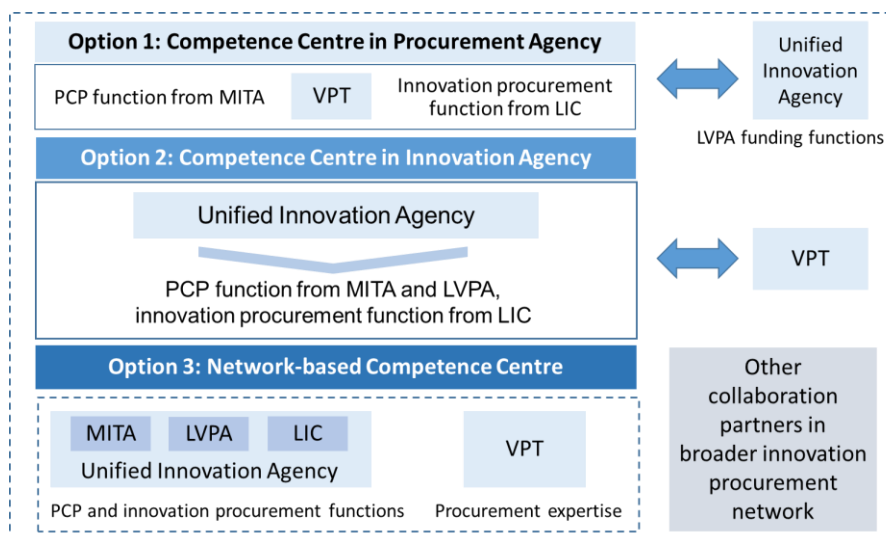 Option 1: Competence Centre in Procurement Agency
PCP function from MITA
VPT
Innovation procurement
function from LIC
Unified
Innovation
Agency
LVPA funding functions
Option 2: Competence Centre in Innovation Agency
Unified Innovation Agency
PCP function from MITA and LVPA,
innovation procurement function from LIC
VPT
Option 3: Network-based Competence Centre
MITA
LVPA
LIC
Unified Innovation Agency
PCP and innovation procurement functions
VPT
Procurement expertise
Other
collaboration
partners in
broader innovation
procurement
network